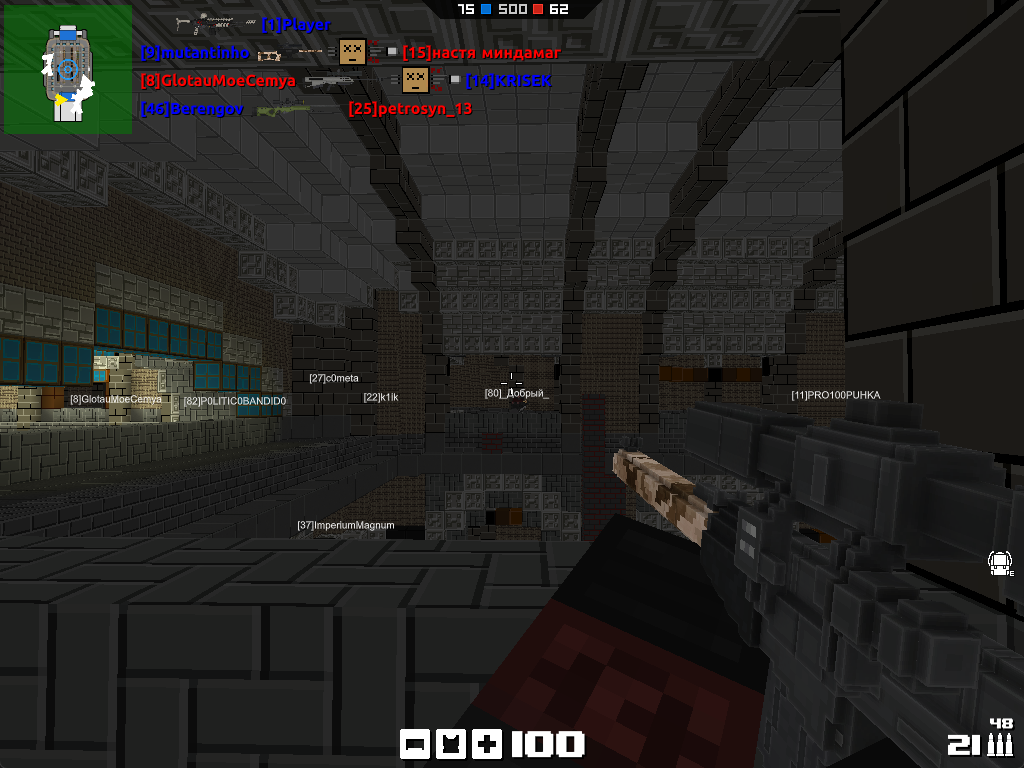 75 500 62
[1]Player
[9]mutantinho [15]настя миндамаг
[8]GlotauMoeCemya [14]KRISEK
[46]Berengov [25]petrosyn_13
[27]c0meta
[8]GlotauMoeCemya [82]P0LITIC0BANDID0 [22]k1lk [80]_Добрый_ [11]PRO100PUHKA
[37]ImperiumMagnum
E
48
100 21